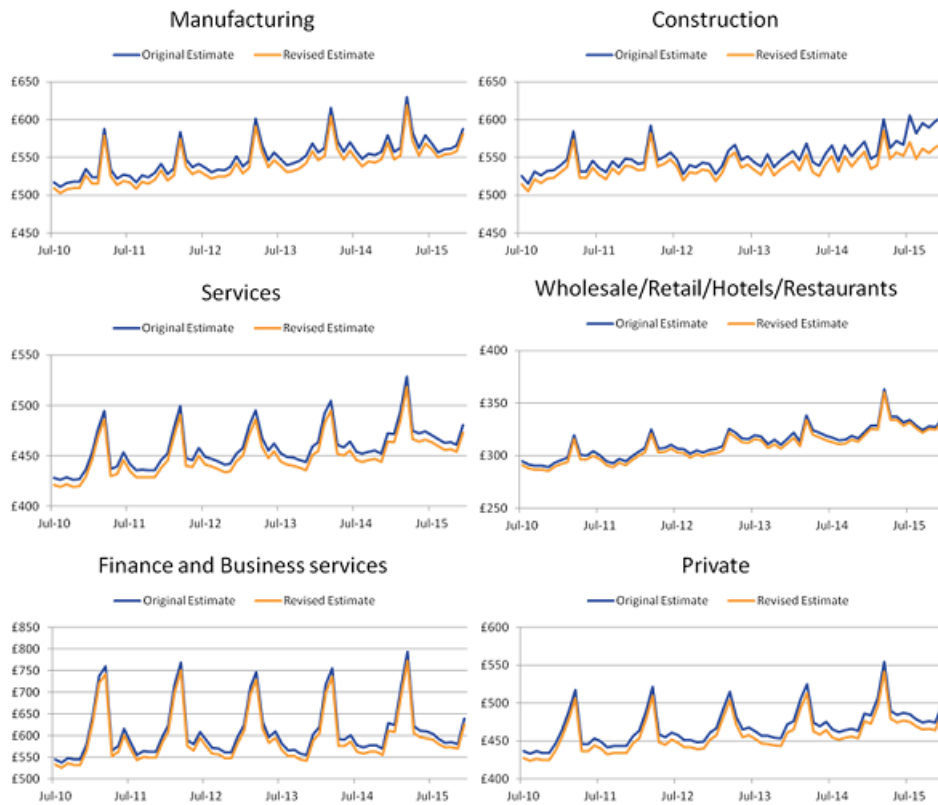 Manufacturing
Original Estimate Revised Estimate
£650
£600
£550
£500
£450
Jul-10 Jul-11 Jul-12 Jul-13 Jul-14 Jul-15
Construction
Original Estimate Revised Estimate
£650
£600
£550
£500
£450
Jul-10 Jul-11 Jul-12 Jul-13 Jul-14 Jul-15
Services
Original Estimate Revised Estimate
£550
£500
£450
£400
Jul-10 Jul-11 Jul-12 Jul-13 Jul-14 Jul-15
Wholesale/Retail/Hotels/Restaurants
Original Estimate Revised Estimate
£400
£350
£300
£250
Jul-10 Jul-11 Jul-12 Jul-13 Jul-14 Jul-15
Finance and Business services
Original Estimate Revised Estimate
£850
£800
£750
£700
£650
£600
£550
£500
Jul-10 Jul-11 Jul-12 Jul-13 Jul-14 Jul-15
Private
Original Estimate Revised Estimate
£600
£550
£500
£450
£400
Jul-10 Jul-11 Jul-12 Jul-13 Jul-14 Jul-15